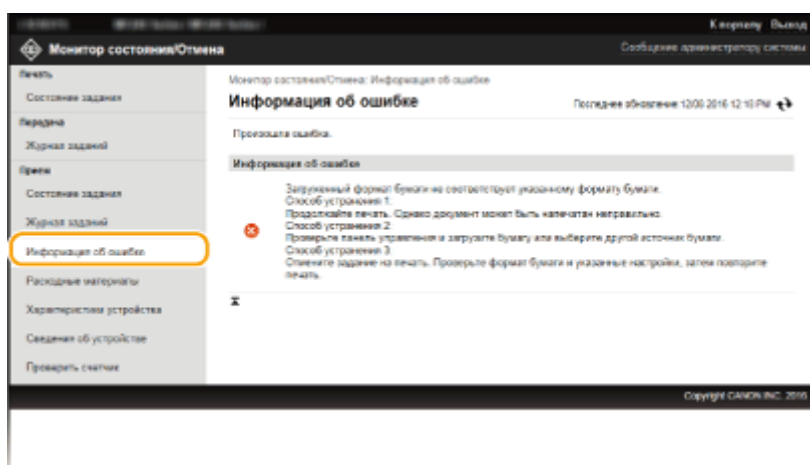 К порталу Выход
Монитор состояния/Отмена
Сообщение администратору системы
Печать
Состояние задания
Передача
Журнал заданий
Прием
Состояние задания
Журнал заданий
Информация об ошибке
Расходные материалы
Характеристики устройства
Сведения об устройстве
Проверить счетчик
Монитор состояния/Отмена: Информация об ошибке
Информация об ошибке
Последнее обновление: 12/08 2016 12:16 PM
Произошла ошибка.
Информация об ошибке
Загруженный формат бумаги не соответствует указанному формату бумаги.
Способ устранения 1:
Продолжайте печать. Однако документ может быть напечатан неправильно.
Способ устранения 2:
Проверьте панель управления и загрузите бумагу или выберите другой источник бумаги.
Способ устранения 3:
Отмените задание на печать. Проверьте формат бумаги и указанные настройки, затем повторите
печать.
Copyright CANON INC. 2016